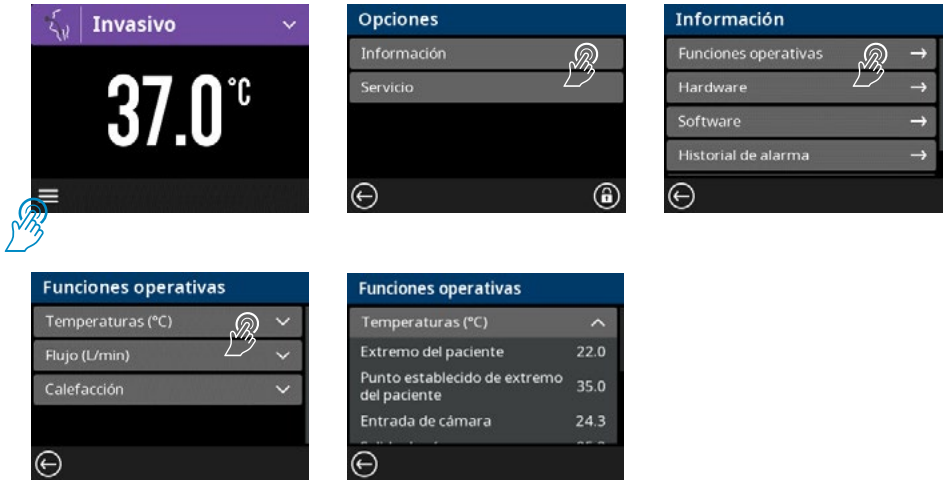 Invasivo
37.0°C
Opciones
Información
Servicio
Información
Funciones operativas
Hardware
Software
Historial de alarma
Funciones operativas
Temperaturas (°C)
Flujo (L/min)
Calefacción
Funciones operativas
Temperaturas (°C)
Extremo del paciente 22.0
Punto establecido de extremo
del paciente 35.0
Entrada de cámara 24.3